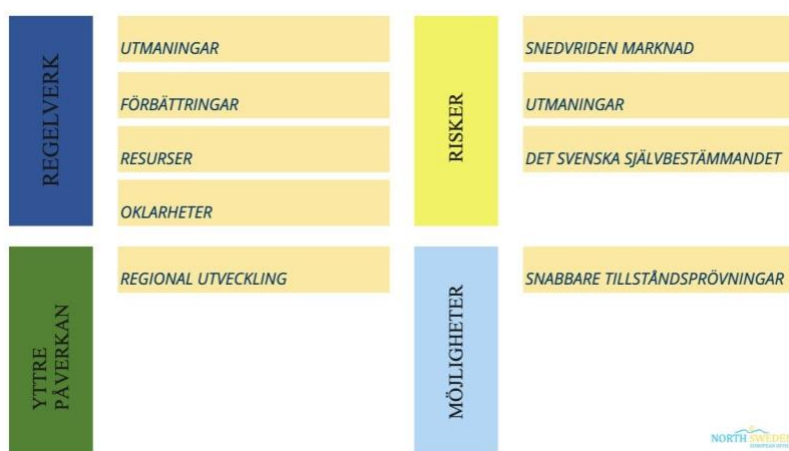 REGELVERK
UTMANINGAR
FÖRBÄTTRINGAR
RESURSER
OKLARHETER
RISKER
SNEDVRIDEN MARKNAD
UTMANINGAR
DET SVENSKA SJÄLVBESTÄMMANDET
YTTRE
PÅVERKAN
REGIONAL UTVECKLING
MÖJLIGHETER
SNABBARE TILLSTÅNDSPRÖVNINGAR
NORTH SWEDEN